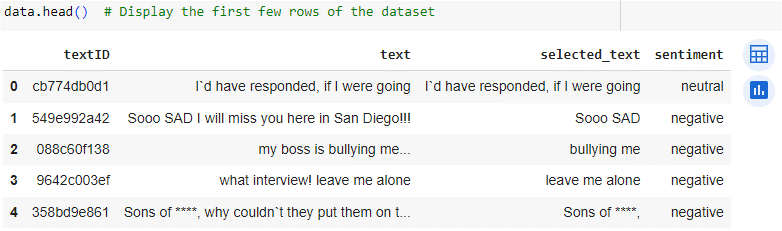 data.head()  # Display the first few rows of the dataset
textID text selected_text sentiment
0 cb774db0d1 I`d have responded, if I were going I`d have responded, if I were going neutral
1 549e992a42 Sooo SAD I will miss you here in San Diego!!! Sooo SAD negative
2 088c60f138 my boss is bullying me... bullying me negative
3 9642c003ef what interview! leave me alone leave me alone negative
4 358bd9e861 Sons of ****, why couldn`t they put them on t... Sons of ****, negative